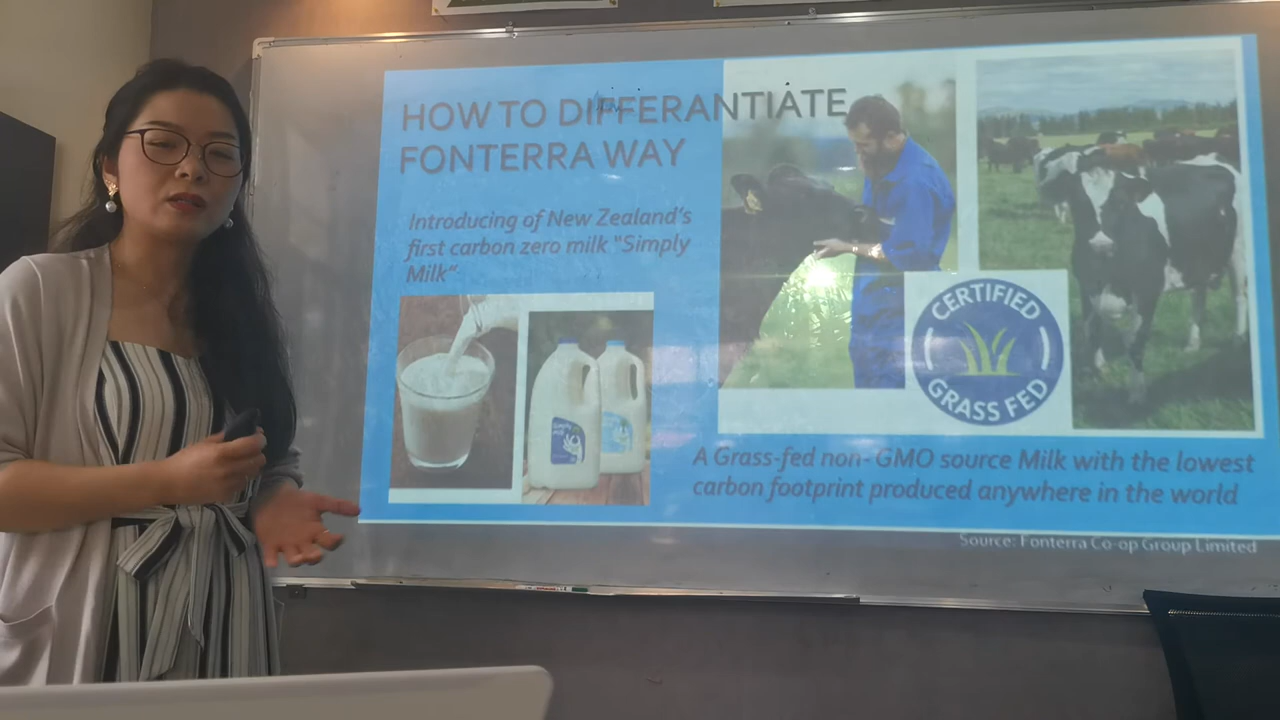 HOW TO DIFFERANTIATE
FONTERRA WAY
Introducing of New Zealand's
first carbon zero milk "Simply
Milk"
Simply
milk
CERTIFIED
GRASS FED
A Grass-fed non- GMO source Milk with the lowest
carbon footprint produced anywhere in the world
Source: Fonterra Co-op Group Limited